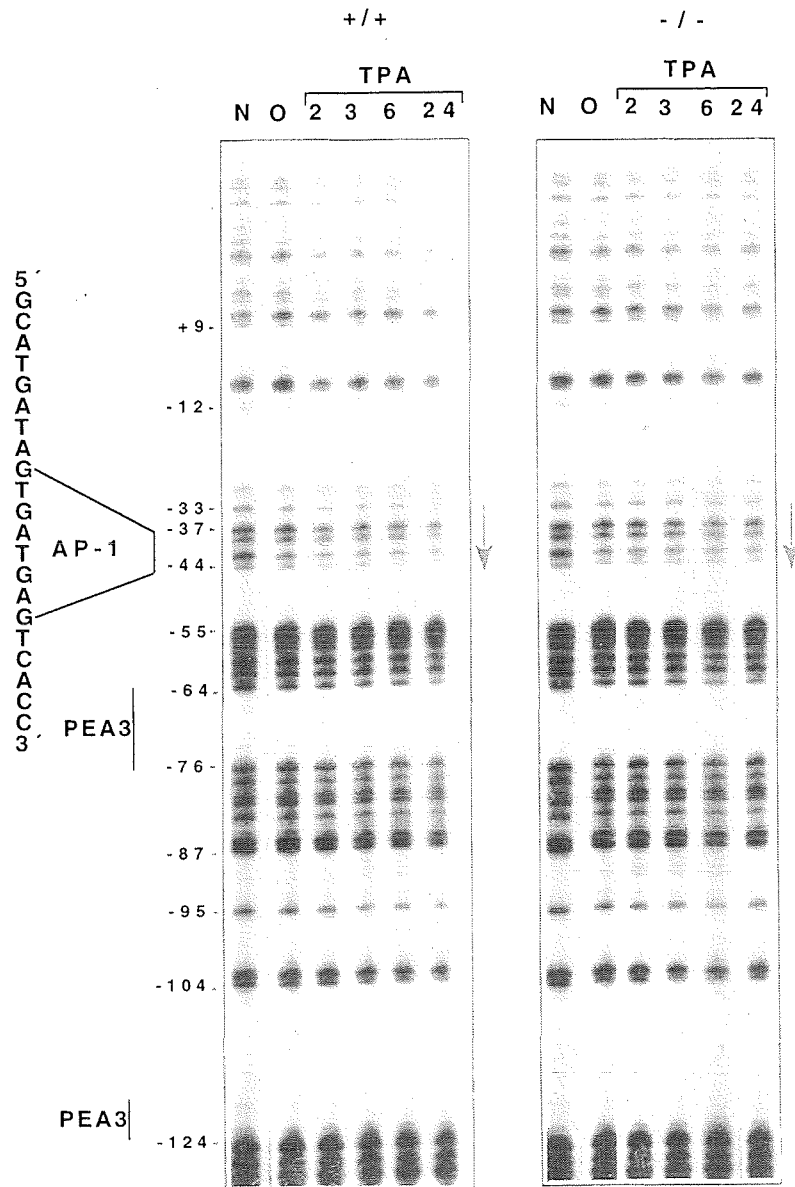 +/+
-/-
TPA
TPA
N O 2 3 6 24
N O 2 3 6 24
5´
G
C
A
T
G
A
T
A
G
T
G
A
T
G
A
G
T
C
A
C
C
3´
AP-1
PEA3
PEA3
+9-
-12-
-33-
-37-
-44-
-55-
-64-
-76-
-87-
-95-
-104-
-124-